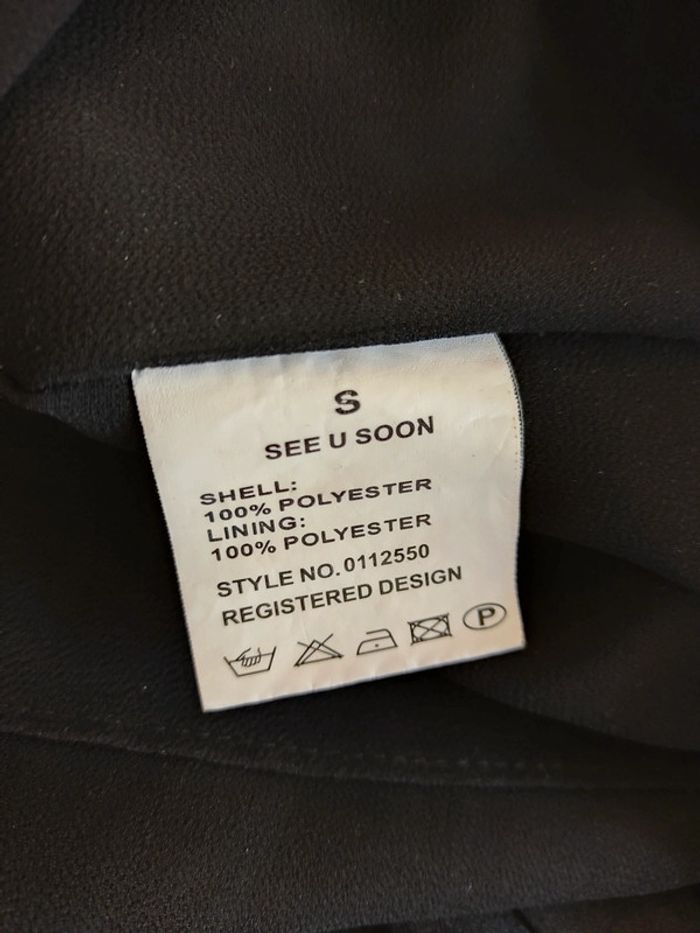 S
SEE U SOON
SHELL:
100% POLYESTER
LINING:
100% POLYESTER
STYLE NO. 0112550
REGISTERED DESIGN
P